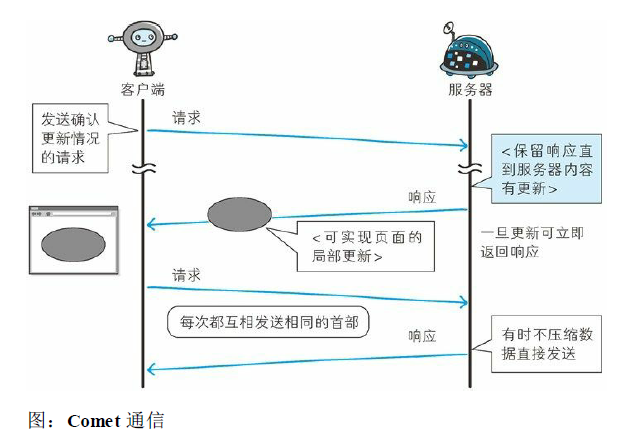 客户端
服务器
发送确认
更新情况
的请求
请求
<保留响应直
到服务器内容
有更新>
响应
<可实现页面的
局部更新>
一旦更新可立即
返回响应
请求
每次都互相发送相同的首部
响应
有时不压缩数
据直接发送
图：Comet 通信